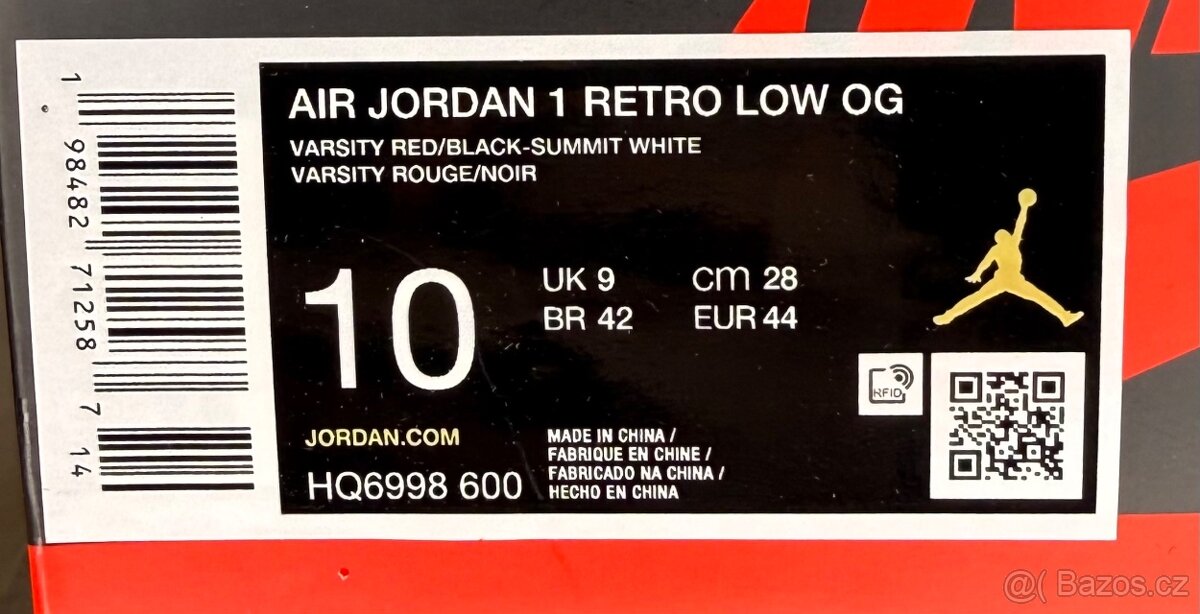 AIR JORDAN 1 RETRO LOW OG
VARSITY RED/BLACK-SUMMIT WHITE
VARSITY ROUGE/NOIR
10
UK 9
cm 28
BR 42
EUR 44
RFID
JORDAN.COM
HQ6998 600
MADE IN CHINA /
FABRIQUE EN CHINE /
FABRICADO NA CHINA /
HECHO EN CHINA
1 98482 71258 7 14
@( Bazos.cz